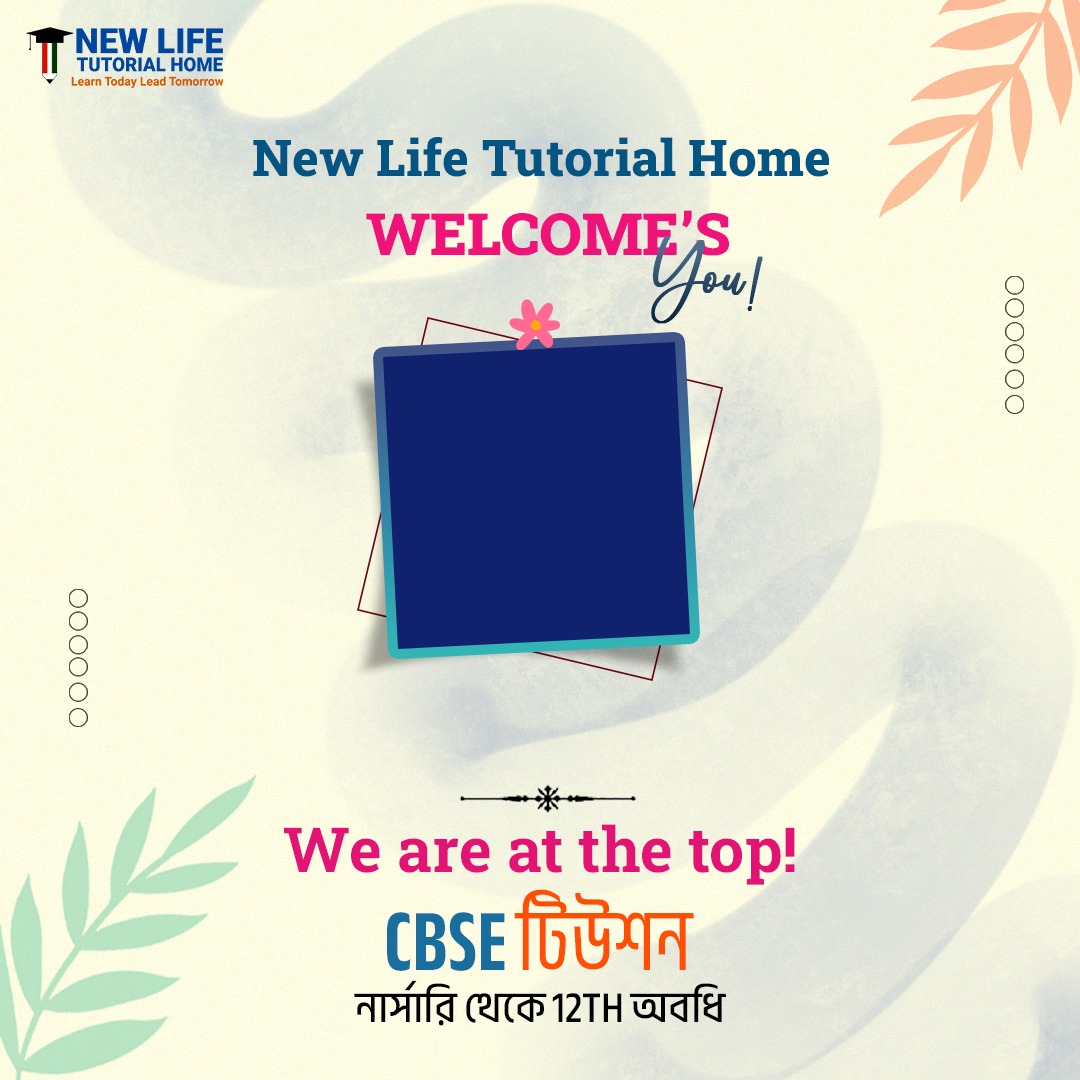 NEW LIFE
TUTORIAL HOME
Learn Today Lead Tomorrow
New Life Tutorial Home
WELCOME'S
You!
We are at the top!
CBSE টিউশন
নার্সারি থেকে 12TH অবধি